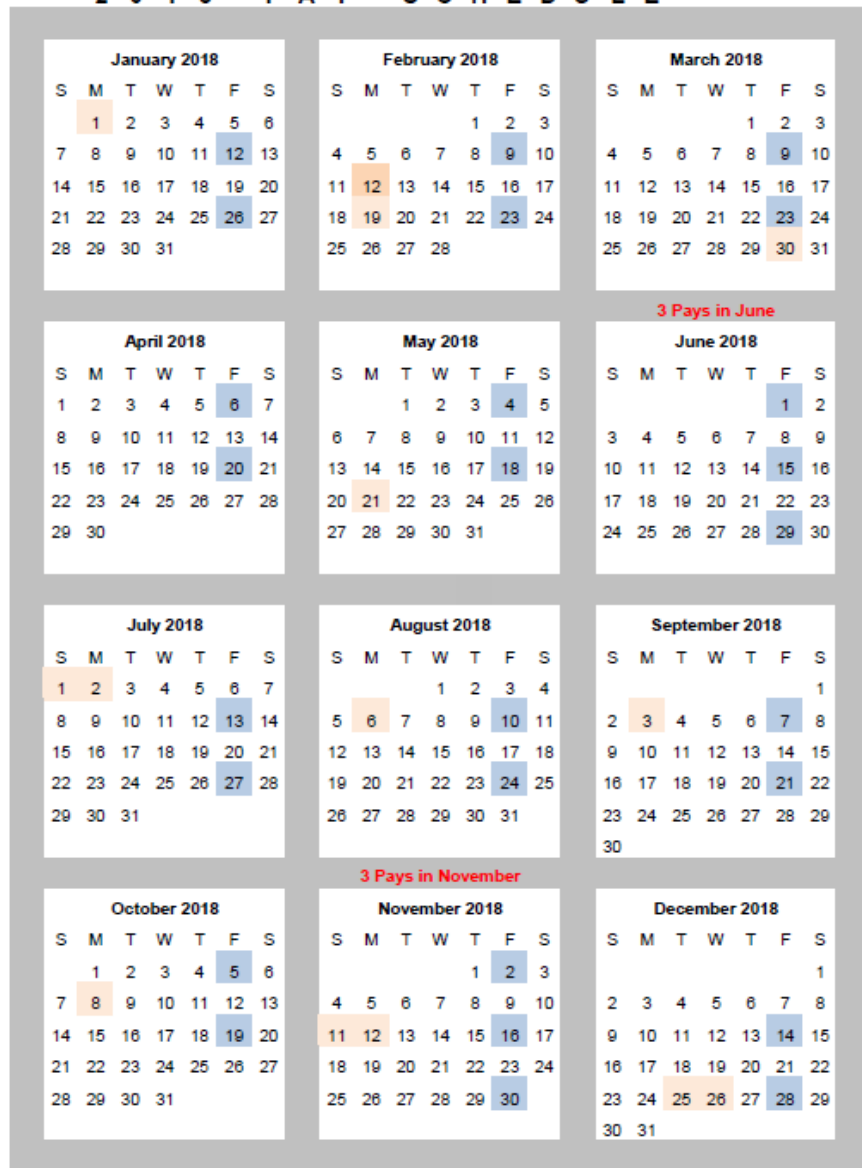 2 0 1 8 P A Y S C H E D U L E
January 2018
S M T W T F S
1 2 3 4 5 6
7 8 9 10 11 12 13
14 15 16 17 18 19 20
21 22 23 24 25 26 27
28 29 30 31
February 2018
S M T W T F S
1 2 3
4 5 6 7 8 9 10
11 12 13 14 15 16 17
18 19 20 21 22 23 24
25 26 27 28
March 2018
S M T W T F S
1 2 3
4 5 6 7 8 9 10
11 12 13 14 15 16 17
18 19 20 21 22 23 24
25 26 27 28 29 30 31
April 2018
S M T W T F S
1 2 3 4 5 6 7
8 9 10 11 12 13 14
15 16 17 18 19 20 21
22 23 24 25 26 27 28
29 30
May 2018
S M T W T F S
1 2 3 4 5
6 7 8 9 10 11 12
13 14 15 16 17 18 19
20 21 22 23 24 25 26
27 28 29 30 31
3 Pays in June
June 2018
S M T W T F S
1 2
3 4 5 6 7 8 9
10 11 12 13 14 15 16
17 18 19 20 21 22 23
24 25 26 27 28 29 30
July 2018
S M T W T F S
1 2 3 4 5 6 7
8 9 10 11 12 13 14
15 16 17 18 19 20 21
22 23 24 25 26 27 28
29 30 31
August 2018
S M T W T F S
1 2 3 4
5 6 7 8 9 10 11
12 13 14 15 16 17 18
19 20 21 22 23 24 25
26 27 28 29 30 31
September 2018
S M T W T F S
1
2 3 4 5 6 7 8
9 10 11 12 13 14 15
16 17 18 19 20 21 22
23 24 25 26 27 28 29
30
October 2018
S M T W T F S
1 2 3 4 5 6
7 8 9 10 11 12 13
14 15 16 17 18 19 20
21 22 23 24 25 26 27
28 29 30 31
3 Pays in November
November 2018
S M T W T F S
1 2 3
4 5 6 7 8 9 10
11 12 13 14 15 16 17
18 19 20 21 22 23 24
25 26 27 28 29 30
December 2018
S M T W T F S
1
2 3 4 5 6 7 8
9 10 11 12 13 14 15
16 17 18 19 20 21 22
23 24 25 26 27 28 29
30 31